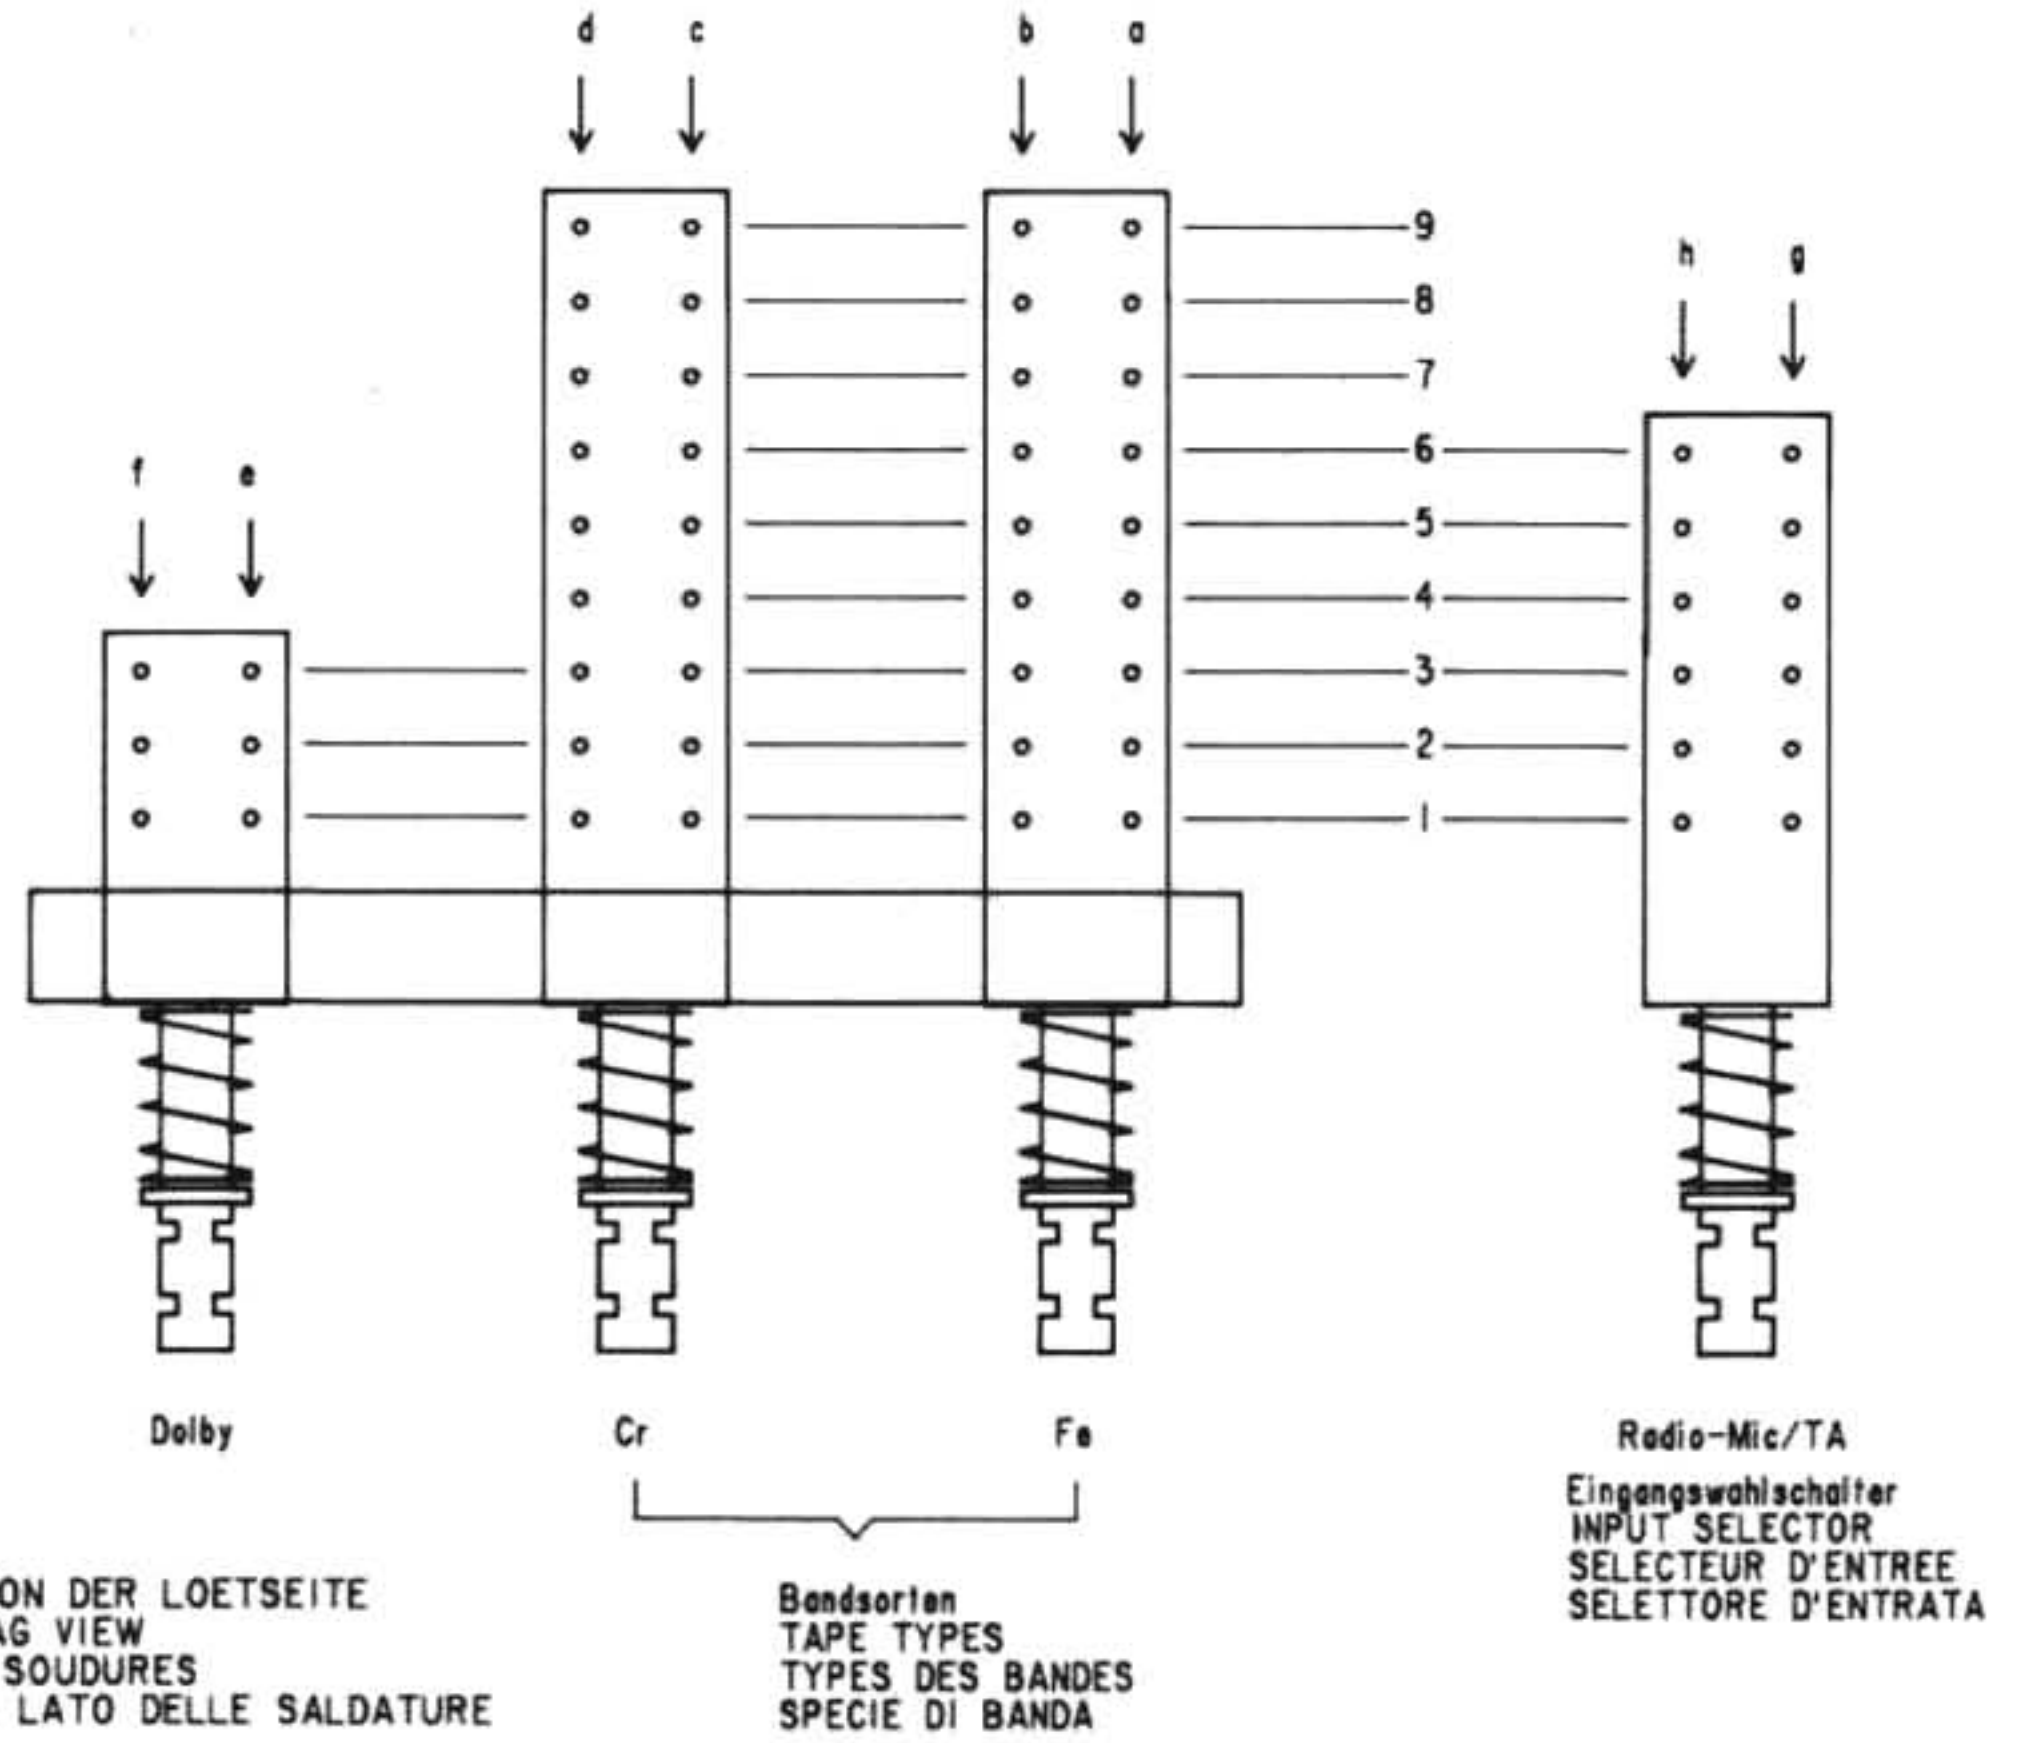 d c b a
9
h g
8
7
f e
6
5
4
3
2
1
Dolby
Cr
Fe
Radio-Mic/TA
Eingangswahlschalter
INPUT SELECTOR
SELECTEUR D'ENTREE
SELETTORE D'ENTRATA
DER LOETSEITE
VIEW
SOUDURES
LATO DELLE SALDATURE
Bandsorten
TAPE TYPES
TYPES DES BANDES
SPECIE DI BANDA